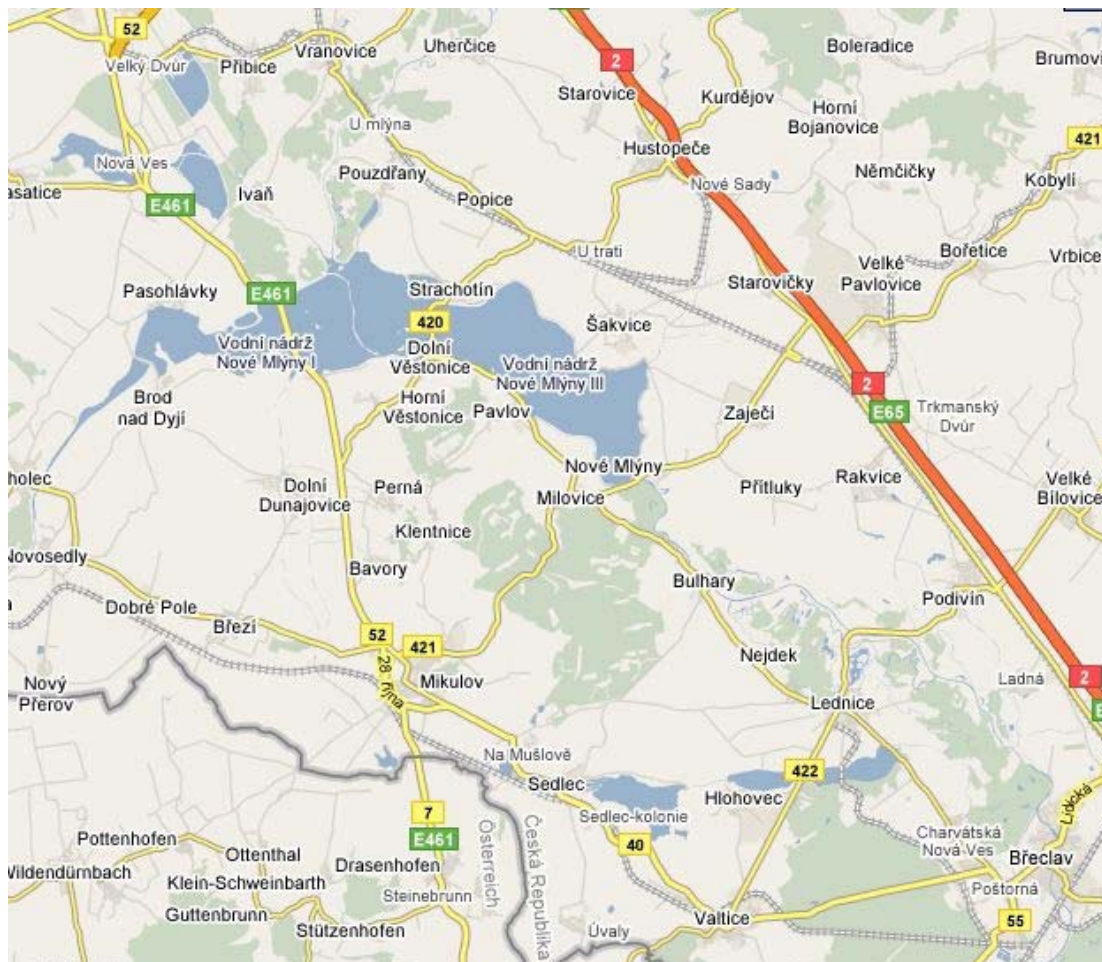 52
Vranovice
Uherčice
Boleradice
Velký Dvůr
Přibice
2
Brumovi
Starovice
Kurdějov
Horní
Bojanovice
U mlýna
Hustopeče
421
Nová Ves
Pouzdřany
Němčičky
asatice
Ivaň
Nové Sady
Kobylí
E461
Popice
U trati
Bořetice
Vrbice
Velké
Pavlovice
Pasohlávky
E461
Strachotín
Starovičky
420
Šakvice
Vodní nádrž
Nové Mlýny I
Dolní
Věstonice
Vodní nádrž
Nové Mlýny III
2
Brod
nad Dyjí
Horní
Věstonice
Pavlov
Zaječí
E65
Trkmanský
Dvůr
Nové Mlýny
holec
Dolní
Dunajovice
Perná
Milovice
Přítluky
Rakvice
Velké
Bílovice
Klentnice
Novosedly
Bavory
Bulhary
Podivín
Dobré Pole
Březí
52
421
28. října
Nejdek
Ladná
2
Nový
Přerov
Mikulov
Lednice
E
Na Mušlově
Sedlec
422
Hlohovec
7
E461
Österreich
Česká Republika
Sedlec-kolonie
40
Lidická
Charvátská
Nová Ves
Pottenhofen
Ottenthal
Břeclav
Wildendürnbach
Drasenhofen
Klein-Schweinbarth
Steinebrunn
Poštorná
Guttenbrunn
Stützenhofen
Úvaly
Valtice
55